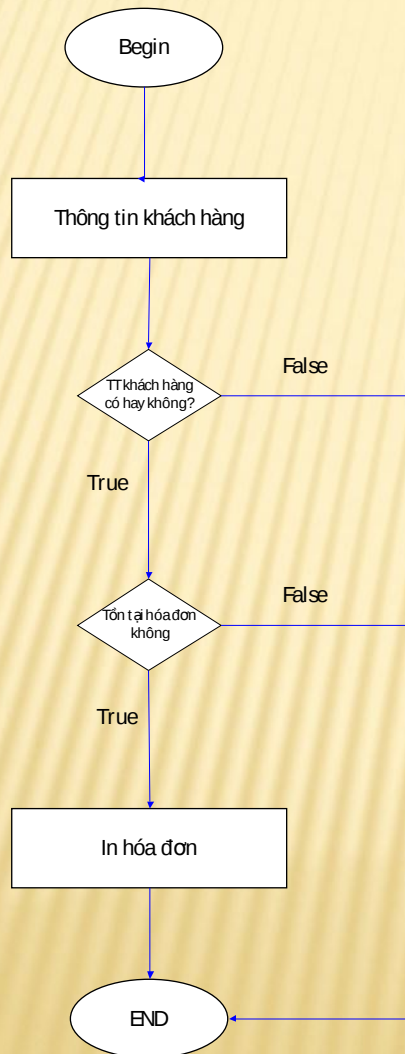 Begin
Thông tin khách hàng
TT khách hàng
có hay không?
False
True
Tồn tại hóa đơn
không
False
True
In hóa đơn
END